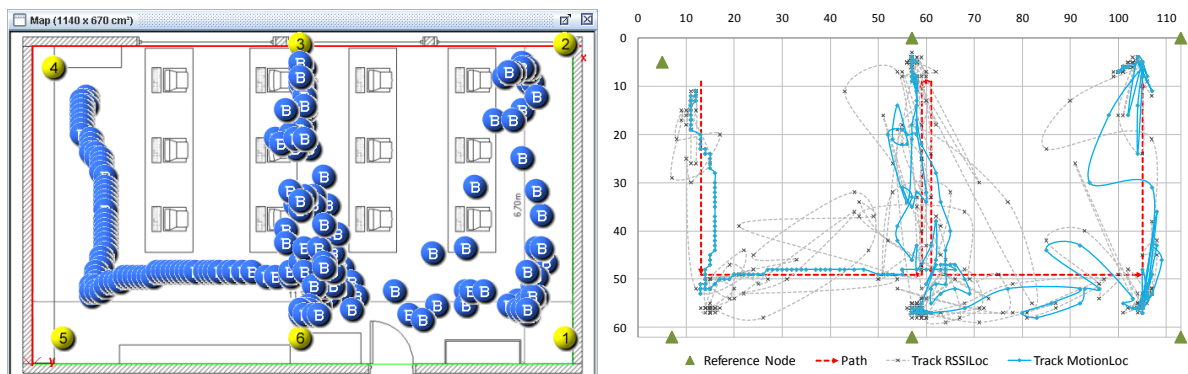 Map (1140 x 670 cm²)
3
2
x
4
B
6,70m
5
6
1
y
0 10 20 30 40 50 60 70 80 90 100 110
0
10
20
30
40
50
60
Reference Node
Path
Track RSSILoc
Track MotionLoc